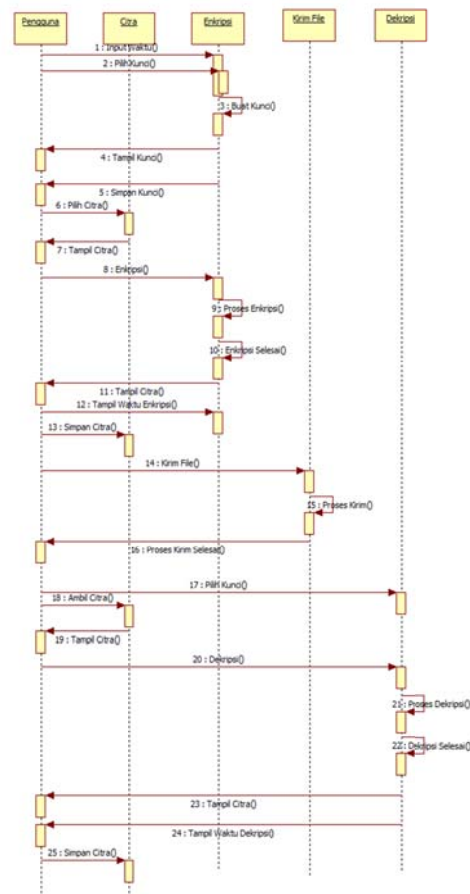 Pengguna
Citra
Enkripsi
Kirim File
Dekripsi
1 : Input Waktu()
2 : Pilih Kunci()
3 : Buat Kunci()
4 : Tampil Kunci()
5 : Simpan Kunci()
6 : Pilih Citra()
7 : Tampil Citra()
8 : Enkripsi()
9 : Proses Enkripsi()
10 : Enkripsi Selesai()
11 : Tampil Citra()
12 : Tampil Waktu Enkripsi()
13 : Simpan Citra()
14 : Kirim File()
15 : Proses Kirim()
16 : Proses Kirim Selesai()
17 : Pilih Kunci()
18 : Ambil Citra()
19 : Tampil Citra()
20 : Dekripsi()
21 : Proses Dekripsi()
22 : Dekripsi Selesai()
23 : Tampil Citra()
24 : Tampil Waktu Dekripsi()
25 : Simpan Citra()